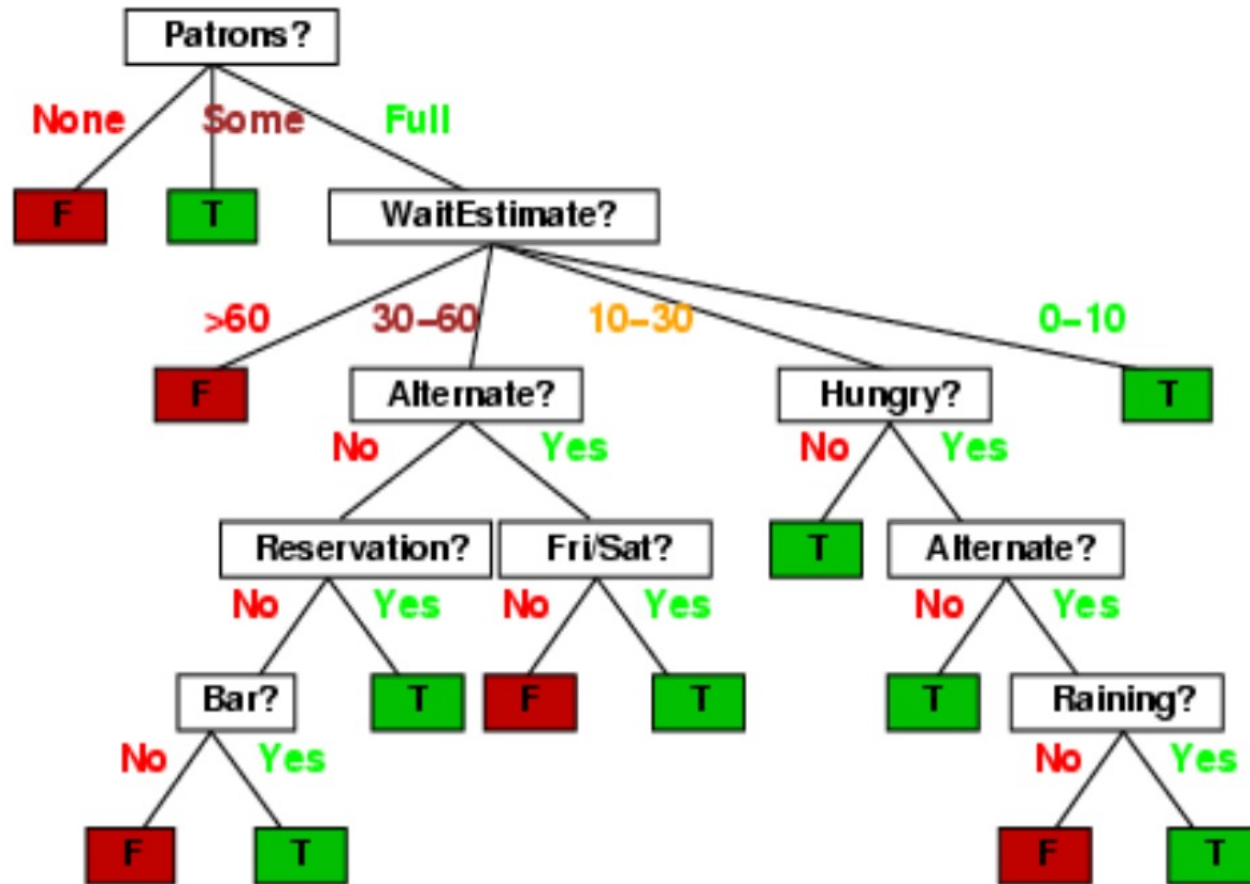 Patrons?
None Some Full
F T WaitEstimate?
>60 30–60 10–30 0–10
F Alternate? Hungry? T
No Yes No Yes
Reservation? Fri/Sat? T Alternate?
No Yes No Yes No Yes
Bar? T F T T Raining?
No Yes No Yes
F T F T